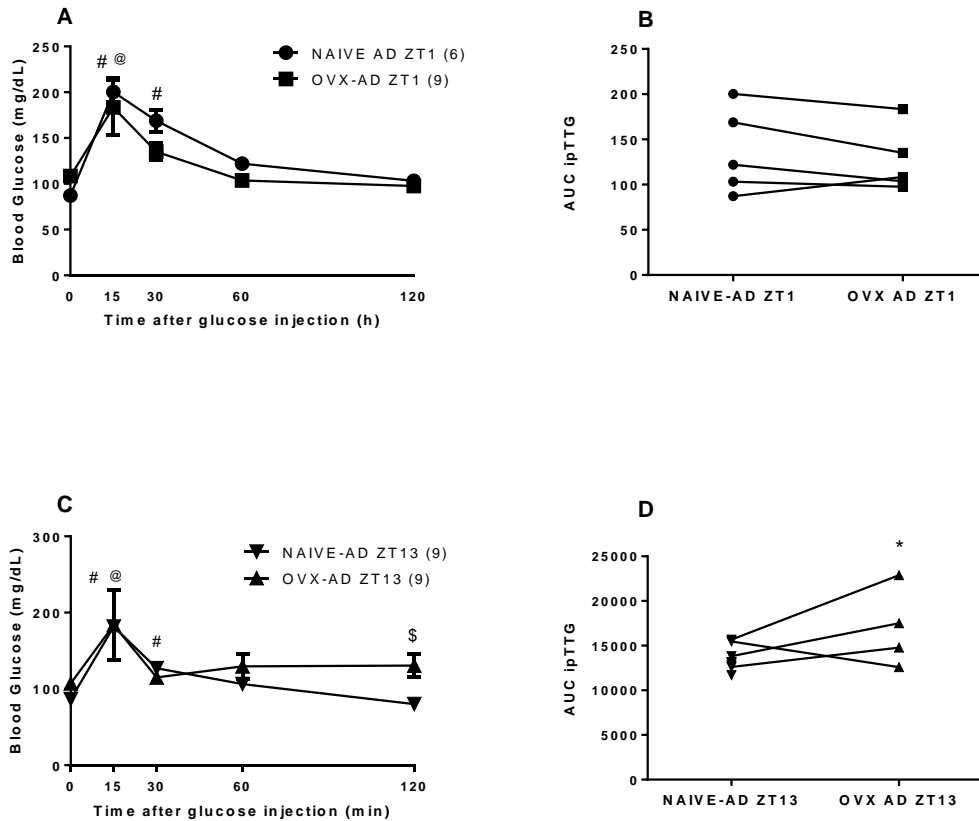 A
NAIVE AD ZT1 (6)
OVX-AD ZT1 (9)
# @
#
Blood Glucose (mg/dL)
250
200
150
100
50
0
0 15 30 60 120
Time after glucose injection (h)
B
AUC ipTTG
250
200
150
100
50
0
NAIVE-AD ZT1 OVX AD ZT1
C
NAIVE-AD ZT13 (9)
OVX-AD ZT13 (9)
# @
#
$
Blood Glucose (mg/dL)
300
200
100
0
0 15 30 60 120
Time after glucose injection (min)
D
*
AUC ipTTG
25000
20000
15000
10000
5000
0
NAIVE-AD ZT13 OVX AD ZT13